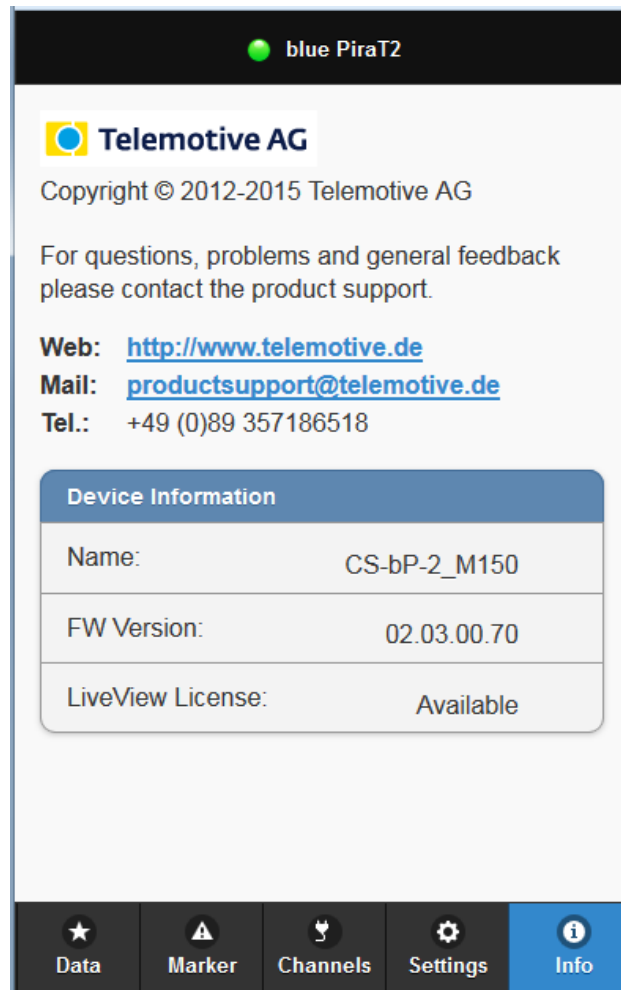 blue PiraT2
Telemotive AG
Copyright © 2012-2015 Telemotive AG
For questions, problems and general feedback
please contact the product support.
Web: http://www.telemotive.de
Mail: productsupport@telemotive.de
Tel.: +49 (0)89 357186518
Device Information
Name: CS-bP-2_M150
FW Version: 02.03.00.70
LiveView License: Available
Data Marker Channels Settings Info